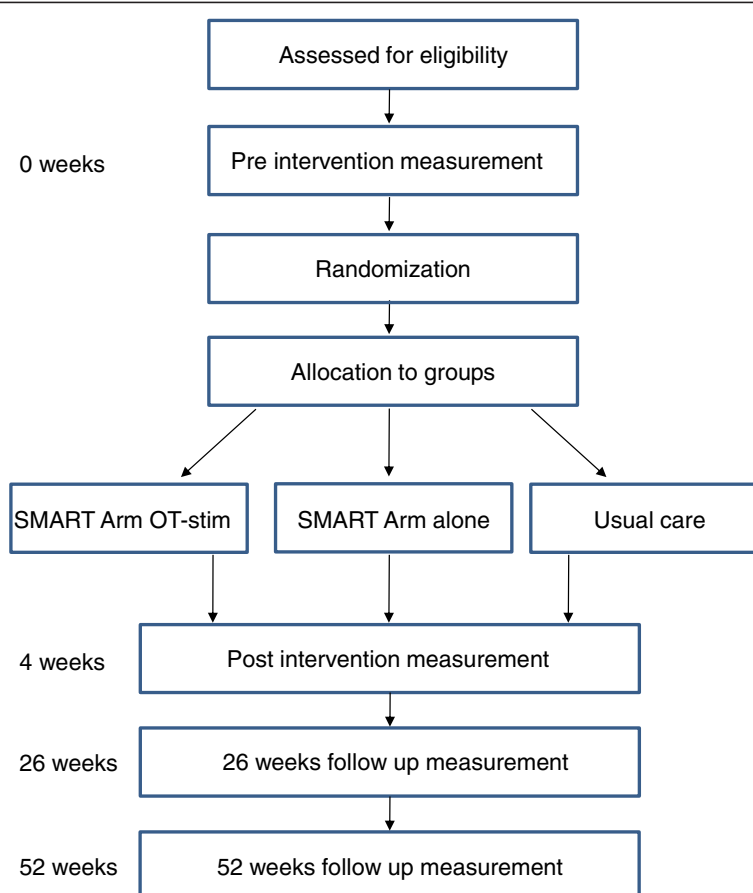 Assessed for eligibility
0 weeks
Pre intervention measurement
Randomization
Allocation to groups
SMART Arm OT-stim
SMART Arm alone
Usual care
4 weeks
Post intervention measurement
26 weeks
26 weeks follow up measurement
52 weeks
52 weeks follow up measurement